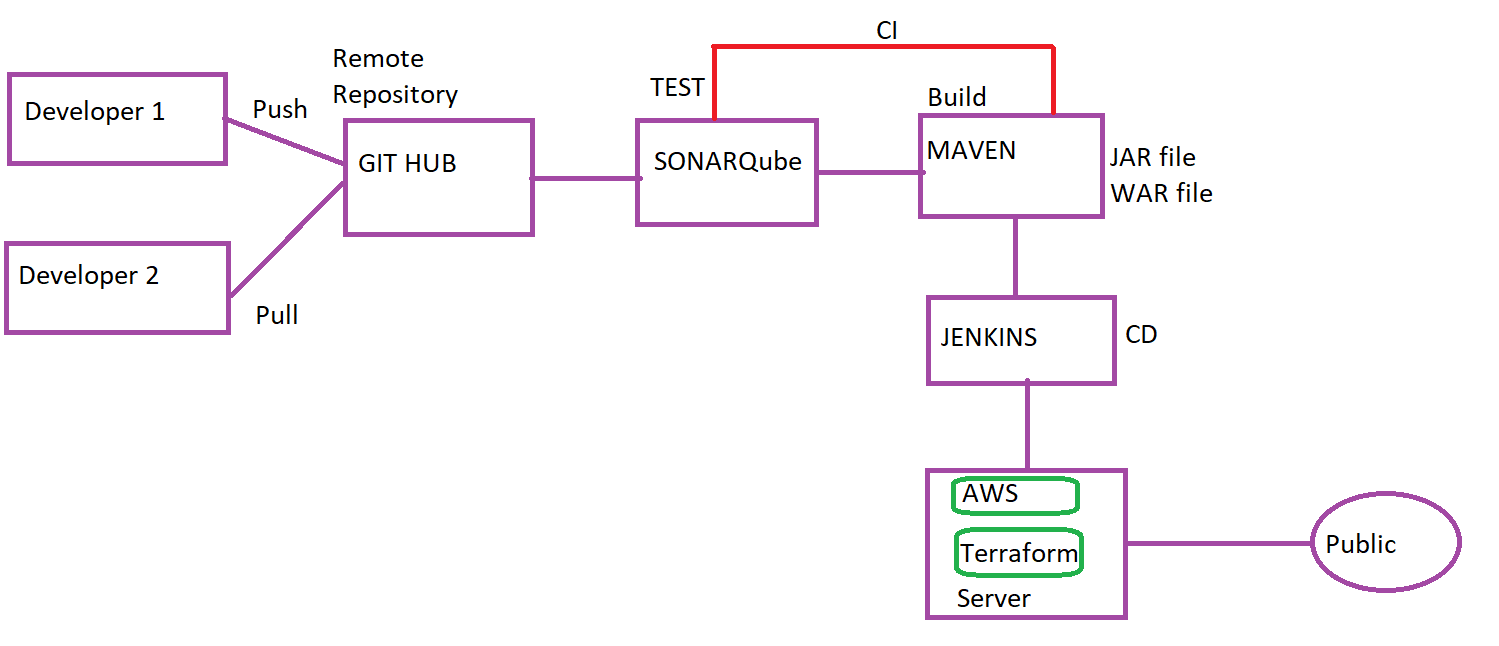 CI
Remote
Repository
TEST
Build
Developer 1
Push
GIT HUB
SONARQube
MAVEN
JAR file
WAR file
Developer 2
Pull
JENKINS
CD
AWS
Terraform
Server
Public